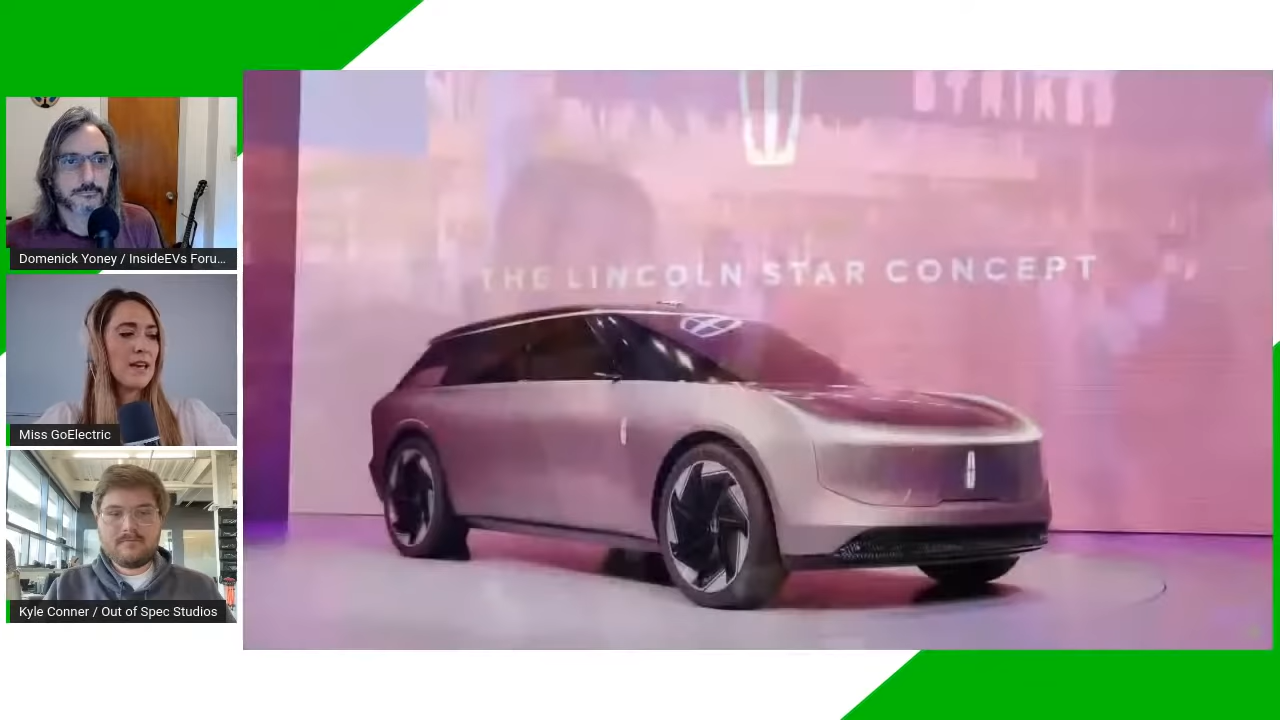 Domenick Yoney / InsideEVs Foru...
Miss GoElectric
Kyle Conner / Out of Spec Studios
THE LINCOLN STAR CONCEPT